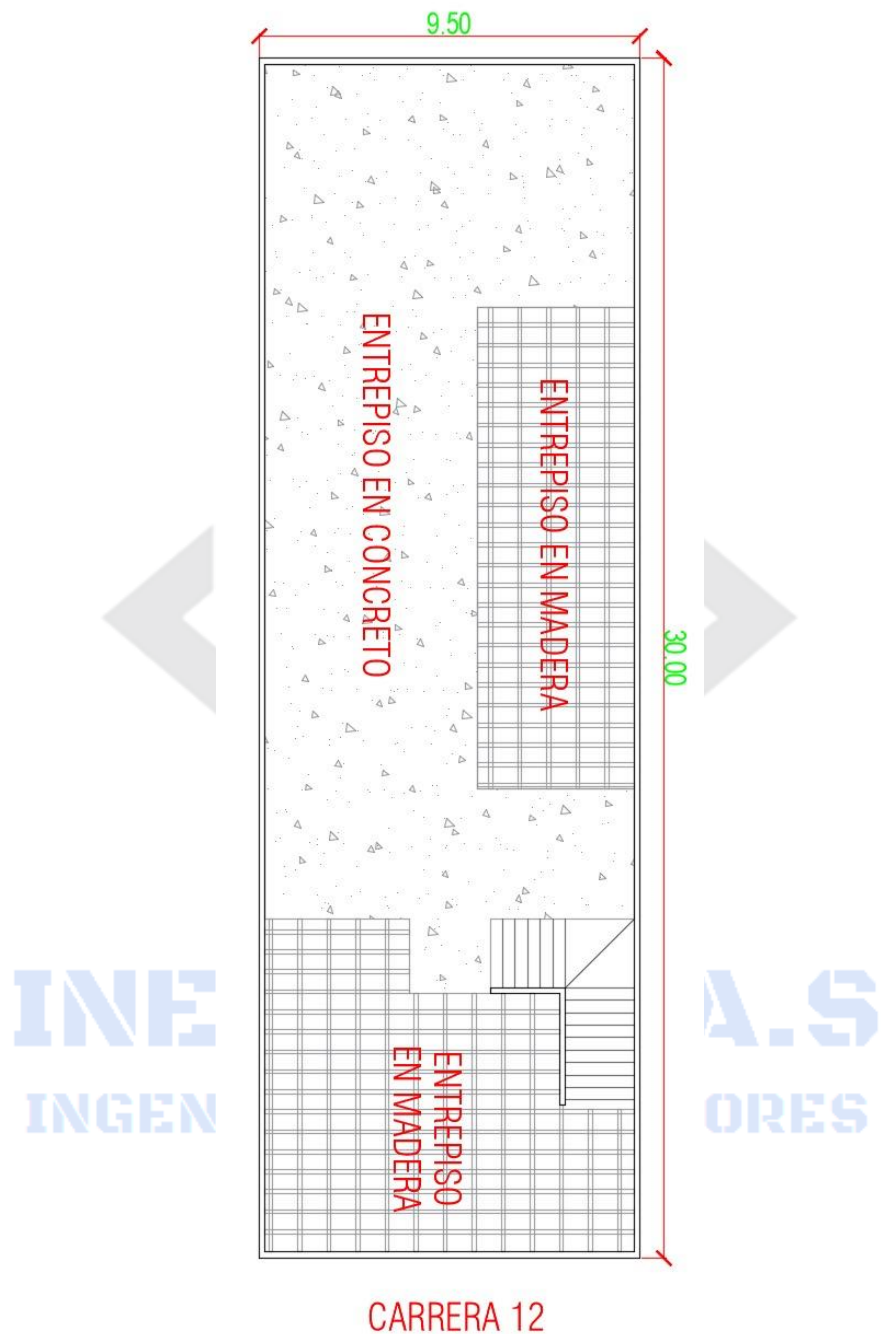 9.50
ENTREPISO EN CONCRETO
ENTREPISO EN MADERA
30.00
INE A.S
INGEN ORES
ENTREPISO
EN MADERA
CARRERA 12